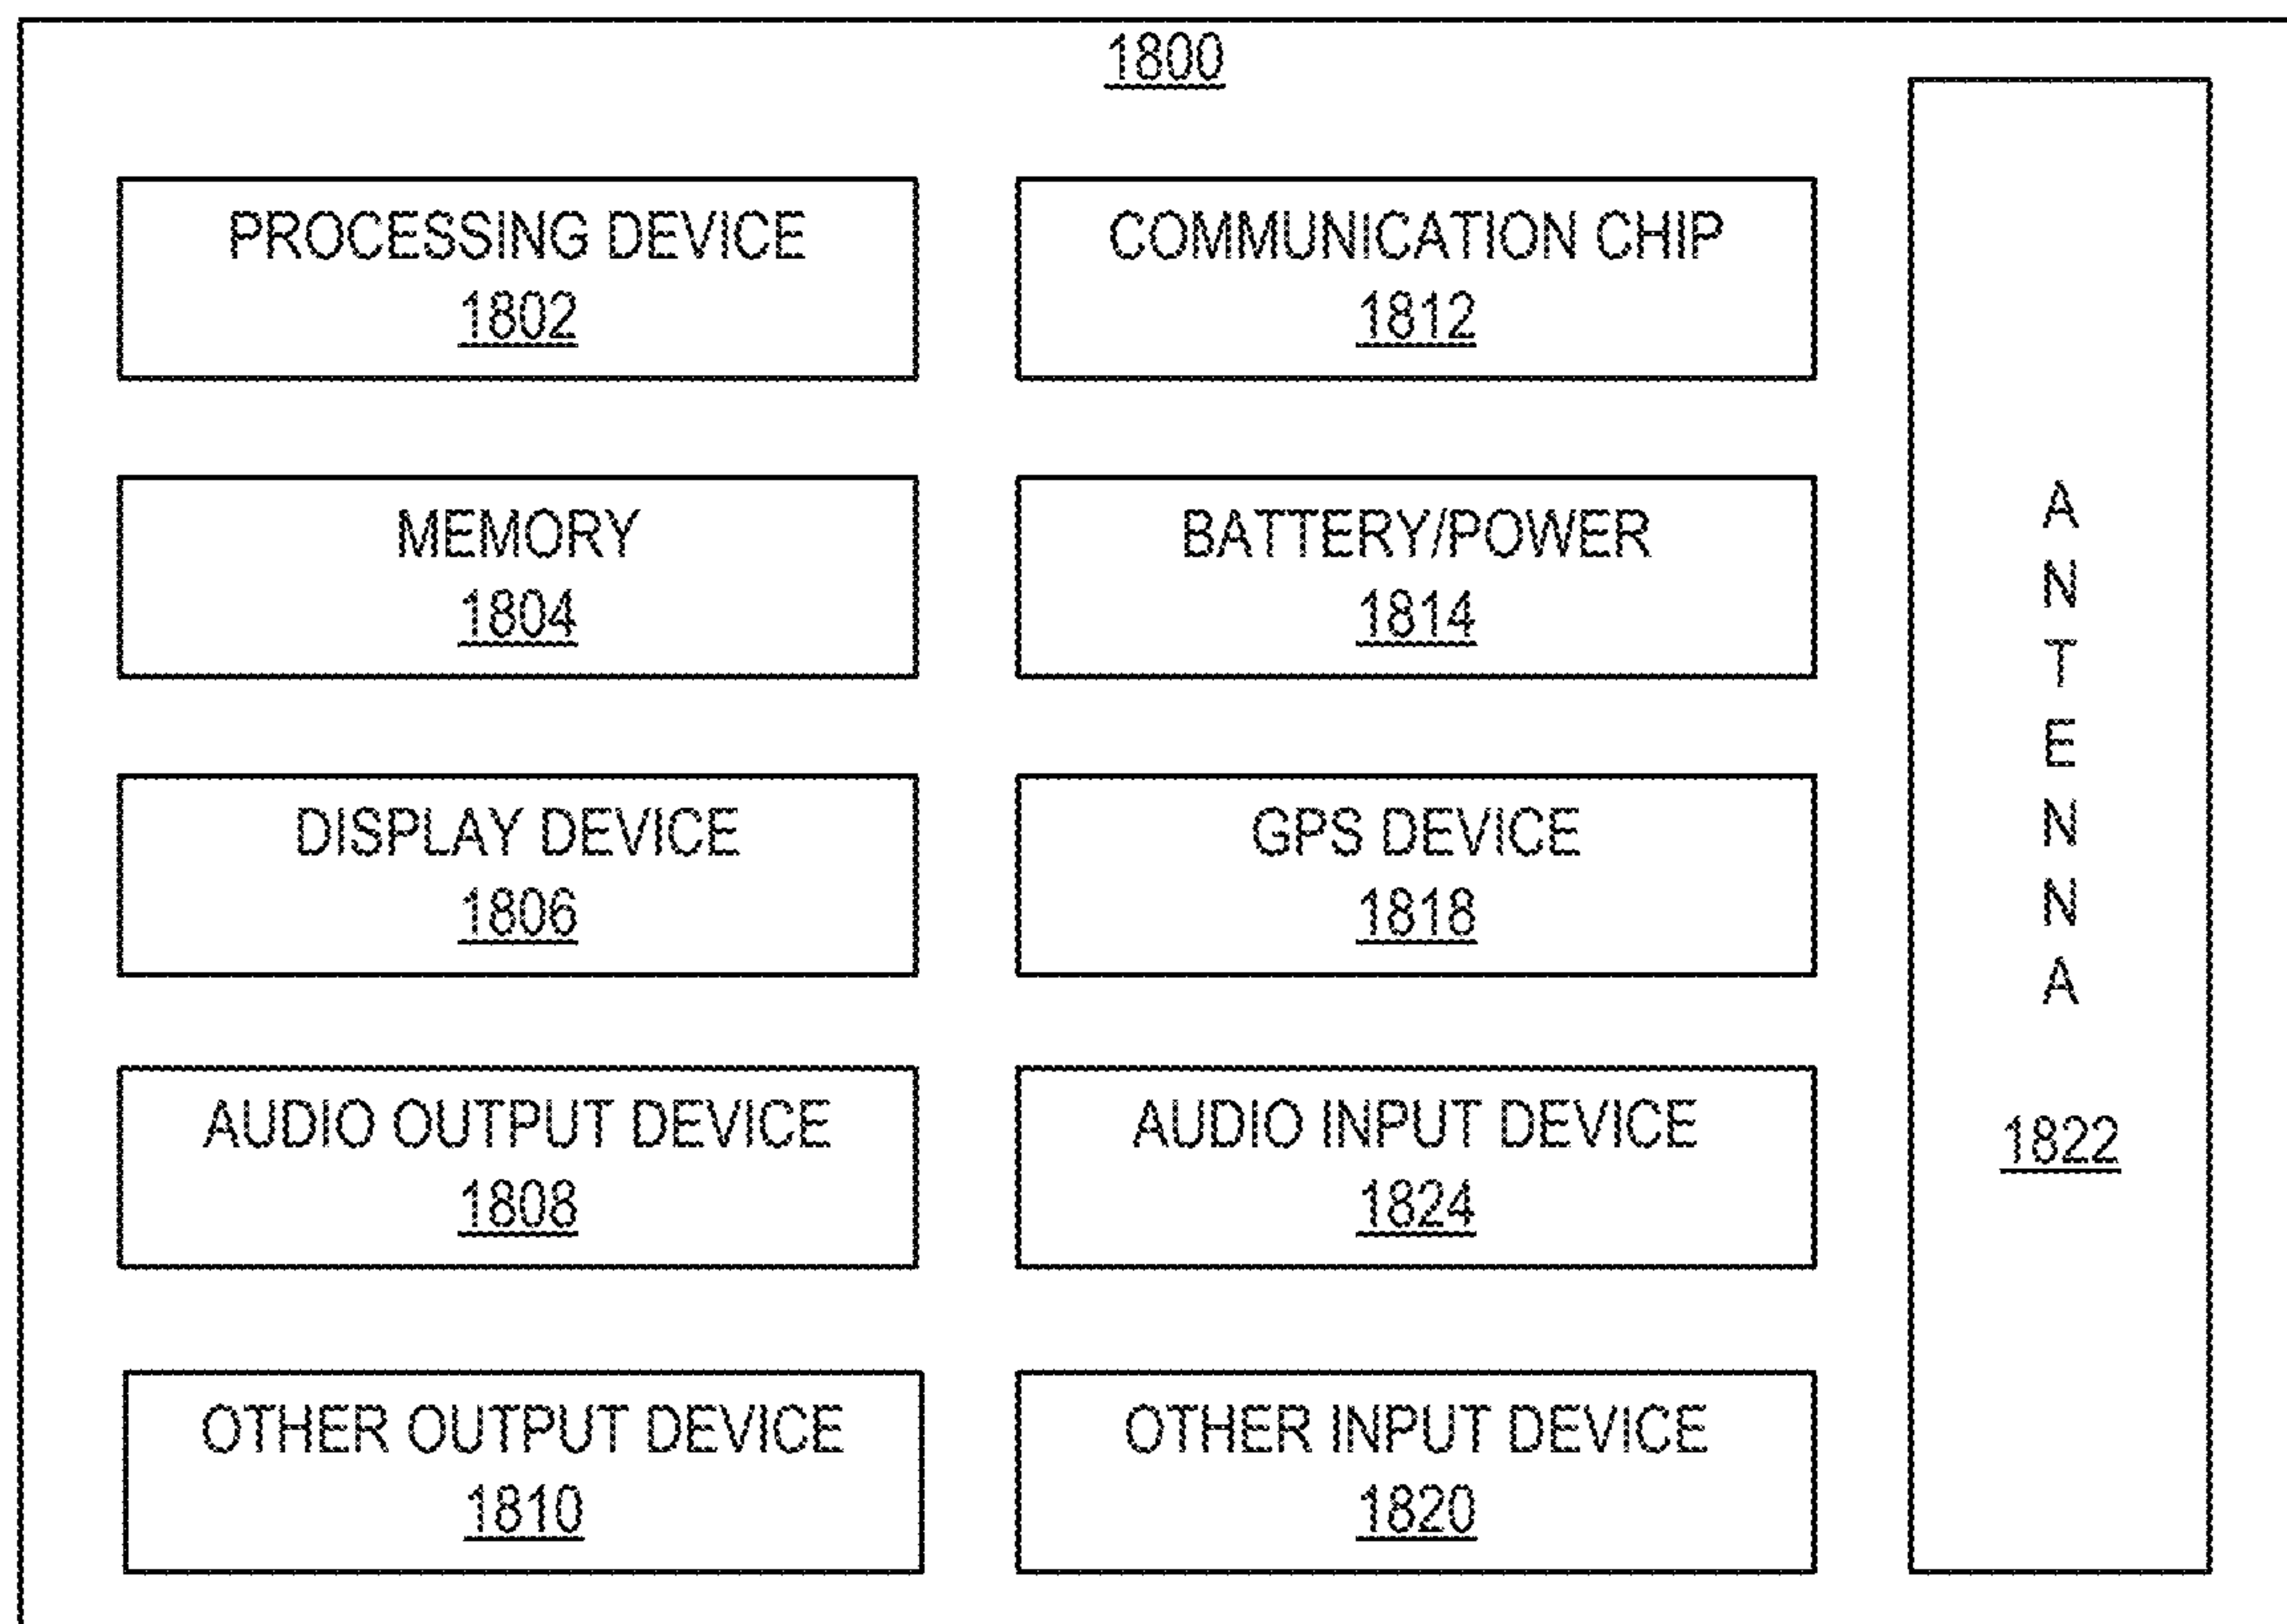 1800
PROCESSING DEVICE
1802
COMMUNICATION CHIP
1812
MEMORY
1804
BATTERY/POWER
1814
DISPLAY DEVICE
1806
GPS DEVICE
1818
AUDIO OUTPUT DEVICE
1808
AUDIO INPUT DEVICE
1824
OTHER OUTPUT DEVICE
1810
OTHER INPUT DEVICE
1820
ANTENNA
1822